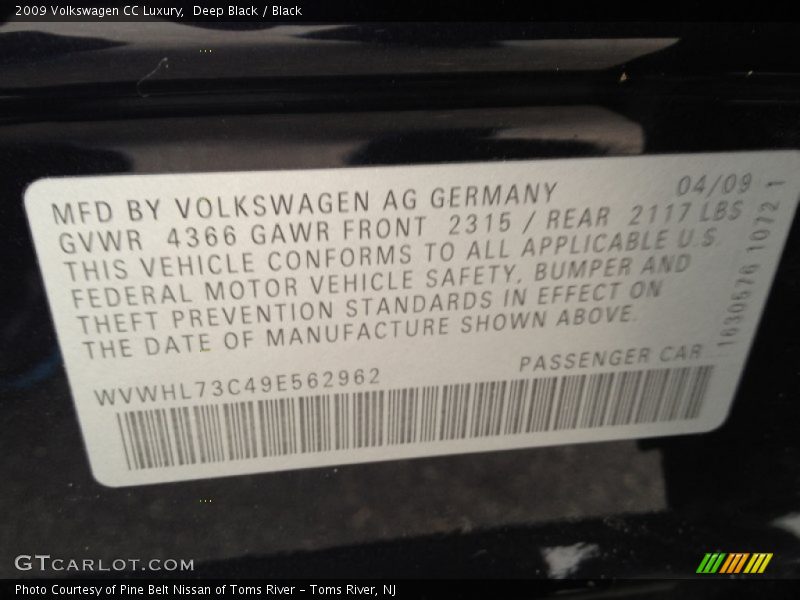 2009 Volkswagen CC Luxury,  Deep Black / Black
MFD BY VOLKSWAGEN AG GERMANY 04/09
GVWR 4366 GAWR FRONT 2315 / REAR 2117 LBS
THIS VEHICLE CONFORMS TO ALL APPLICABLE U.S.
FEDERAL MOTOR VEHICLE SAFETY, BUMPER AND
THEFT PREVENTION STANDARDS IN EFFECT ON
THE DATE OF MANUFACTURE SHOWN ABOVE.
WVWHL73C49E562962 PASSENGER CAR
1630576 1072 1
GTCARLOT.COM
Photo Courtesy of Pine Belt Nissan of Toms River – Toms River, NJ